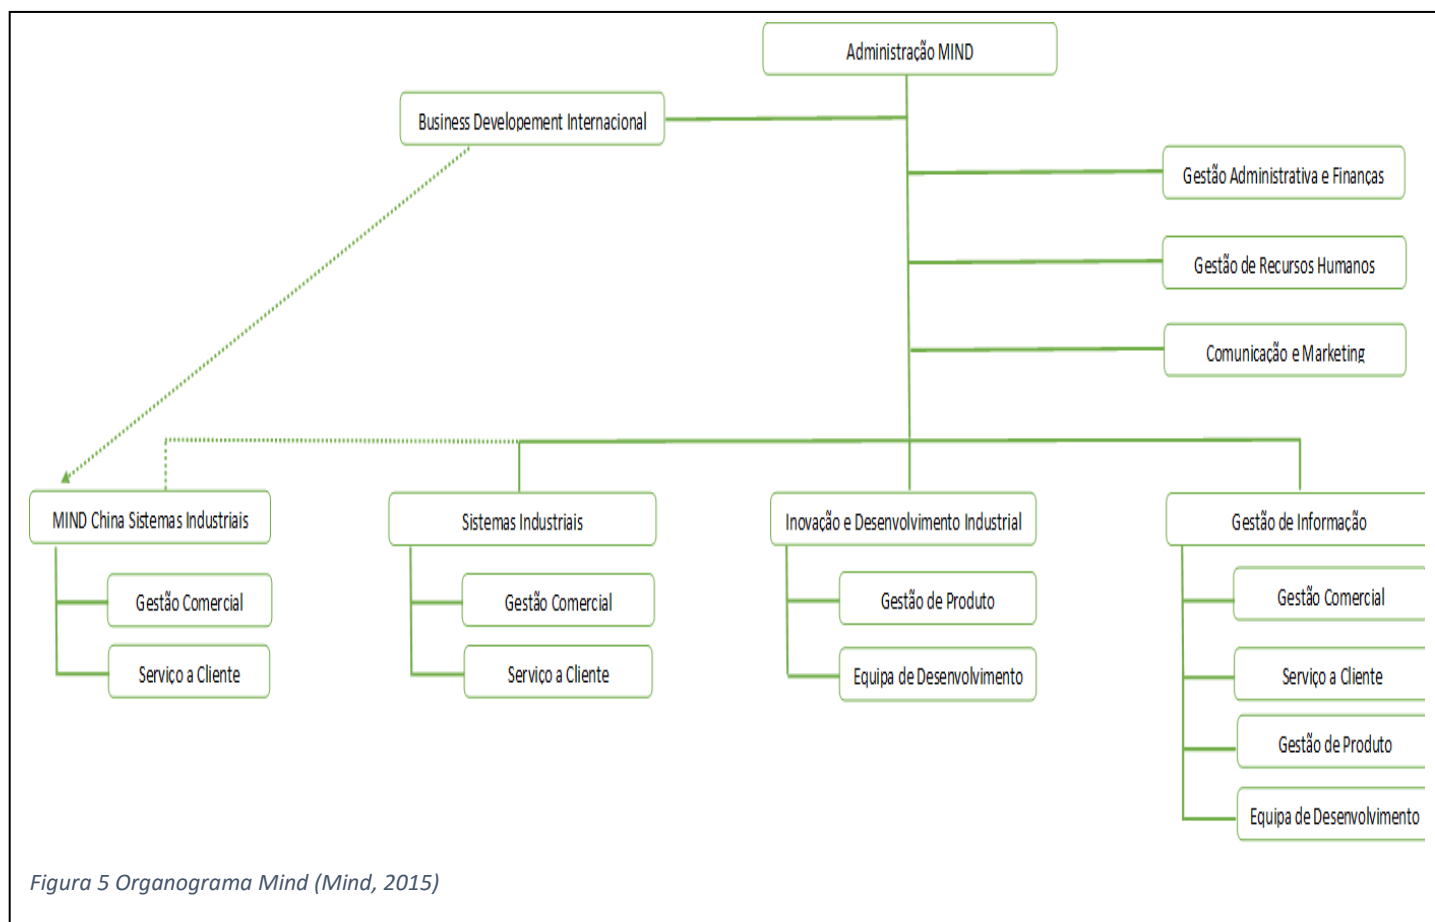 Administração MIND
Business Developement Internacional
Gestão Administrativa e Finanças
Gestão de Recursos Humanos
Comunicação e Marketing
MIND China Sistemas Industriais
Sistemas Industriais
Inovação e Desenvolvimento Industrial
Gestão de Informação
Gestão Comercial
Gestão Comercial
Gestão de Produto
Gestão Comercial
Serviço a Cliente
Serviço a Cliente
Equipa de Desenvolvimento
Serviço a Cliente
Gestão de Produto
Equipa de Desenvolvimento
Figura 5 Organograma Mind (Mind, 2015)